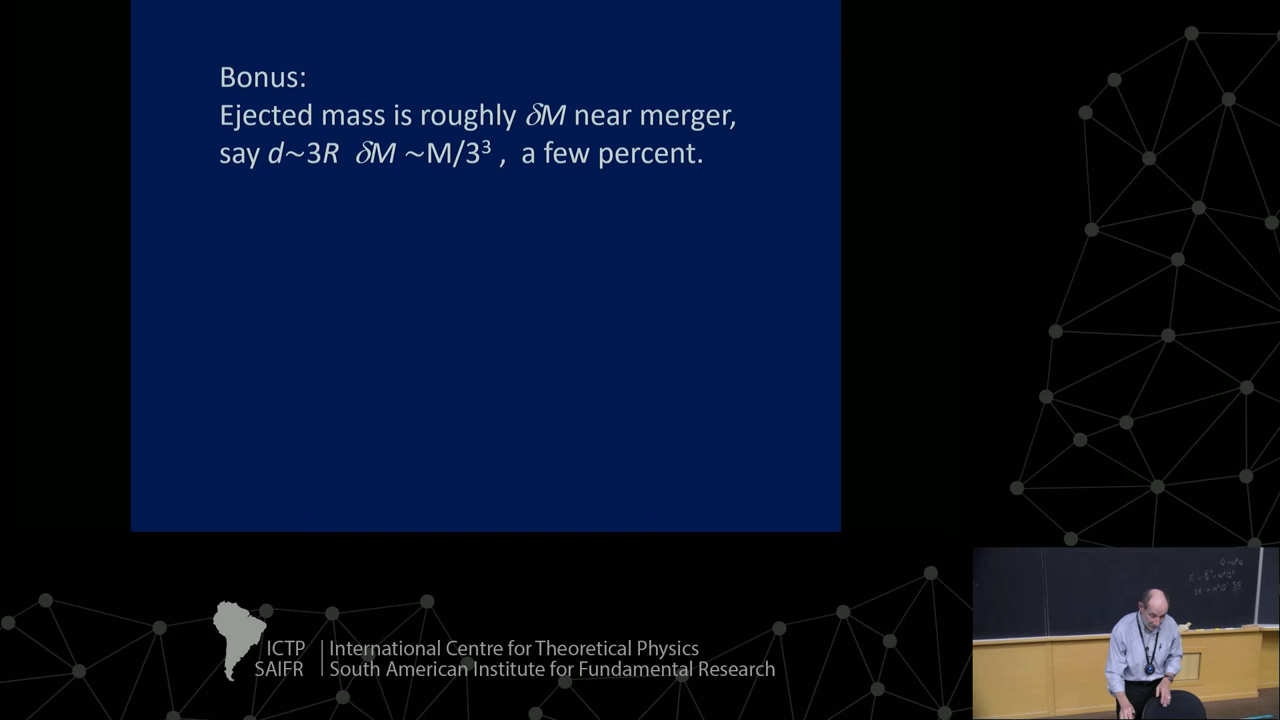 Bonus:
Ejected mass is roughly δM near merger,
say d~3R δM ~M/3³ , a few percent.
ICTP
SAIFR
International Centre for Theoretical Physics
South American Institute for Fundamental Research